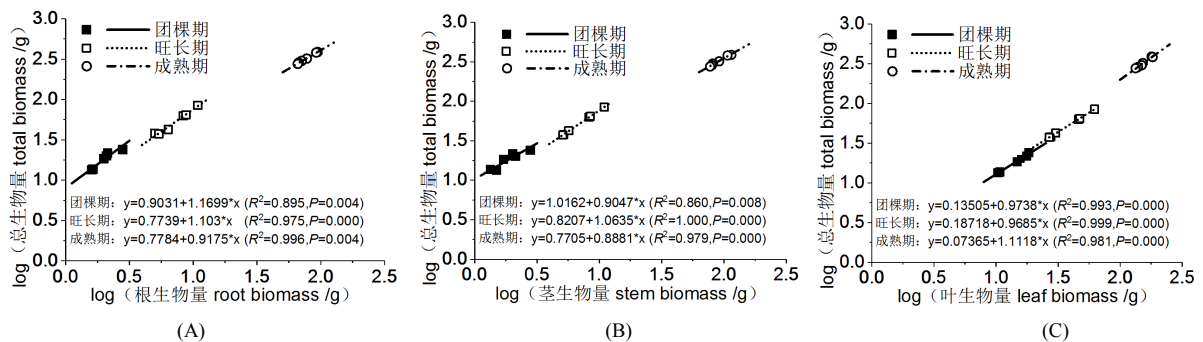 3.0
2.5
2.0
1.5
1.0
0.5
0.0
0.0 0.5 1.0 1.5 2.0 2.5
log（总生物量 total biomass /g）
log（根生物量 root biomass /g）
团棵期
旺长期
成熟期
团棵期：y=0.9031+1.1699*x (R²=0.895,P=0.004)
旺长期：y=0.7739+1.103*x (R²=0.975,P=0.000)
成熟期：y=0.7784+0.9175*x (R²=0.996,P=0.004)
(A)
3.0
2.5
2.0
1.5
1.0
0.5
0.0
0.0 0.5 1.0 1.5 2.0 2.5
log（总生物量 total biomass /g）
log（茎生物量 stem biomass /g）
团棵期
旺长期
成熟期
团棵期：y=1.0162+0.9047*x (R²=0.860,P=0.008)
旺长期：y=0.8207+1.0635*x (R²=1.000,P=0.000)
成熟期：y=0.7705+0.8881*x (R²=0.979,P=0.000)
(B)
3.0
2.5
2.0
1.5
1.0
0.5
0.0
0.0 0.5 1.0 1.5 2.0 2.5
log（总生物量 total biomass /g）
log（叶生物量 leaf biomass /g）
团棵期
旺长期
成熟期
团棵期：y=0.13505+0.9738*x (R²=0.993,P=0.000)
旺长期：y=0.18718+0.9685*x (R²=0.999,P=0.000)
成熟期：y=0.07365+1.1118*x (R²=0.981,P=0.000)
(C)